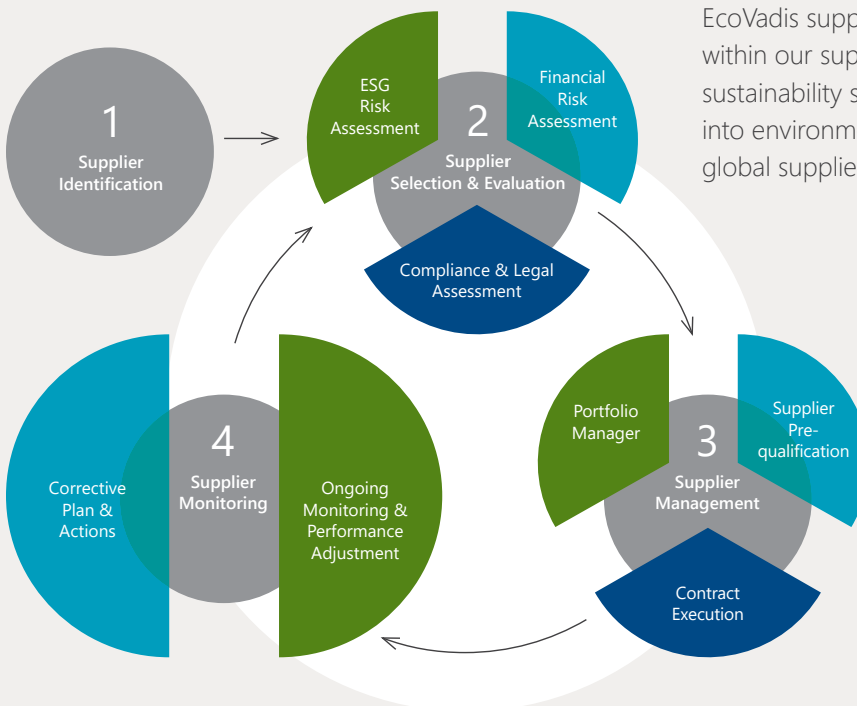 EcoVadis supp
within our sup
sustainability s
into environm
global supplie
1
Supplier
Identification
ESG
Risk
Assessment
2
Supplier
Selection & Evaluation
Financial
Risk
Assessment
Compliance & Legal
Assessment
Portfolio
Manager
3
Supplier
Management
Supplier
Pre-
qualification
Contract
Execution
4
Supplier
Monitoring
Corrective
Plan &
Actions
Ongoing
Monitoring &
Performance
Adjustment